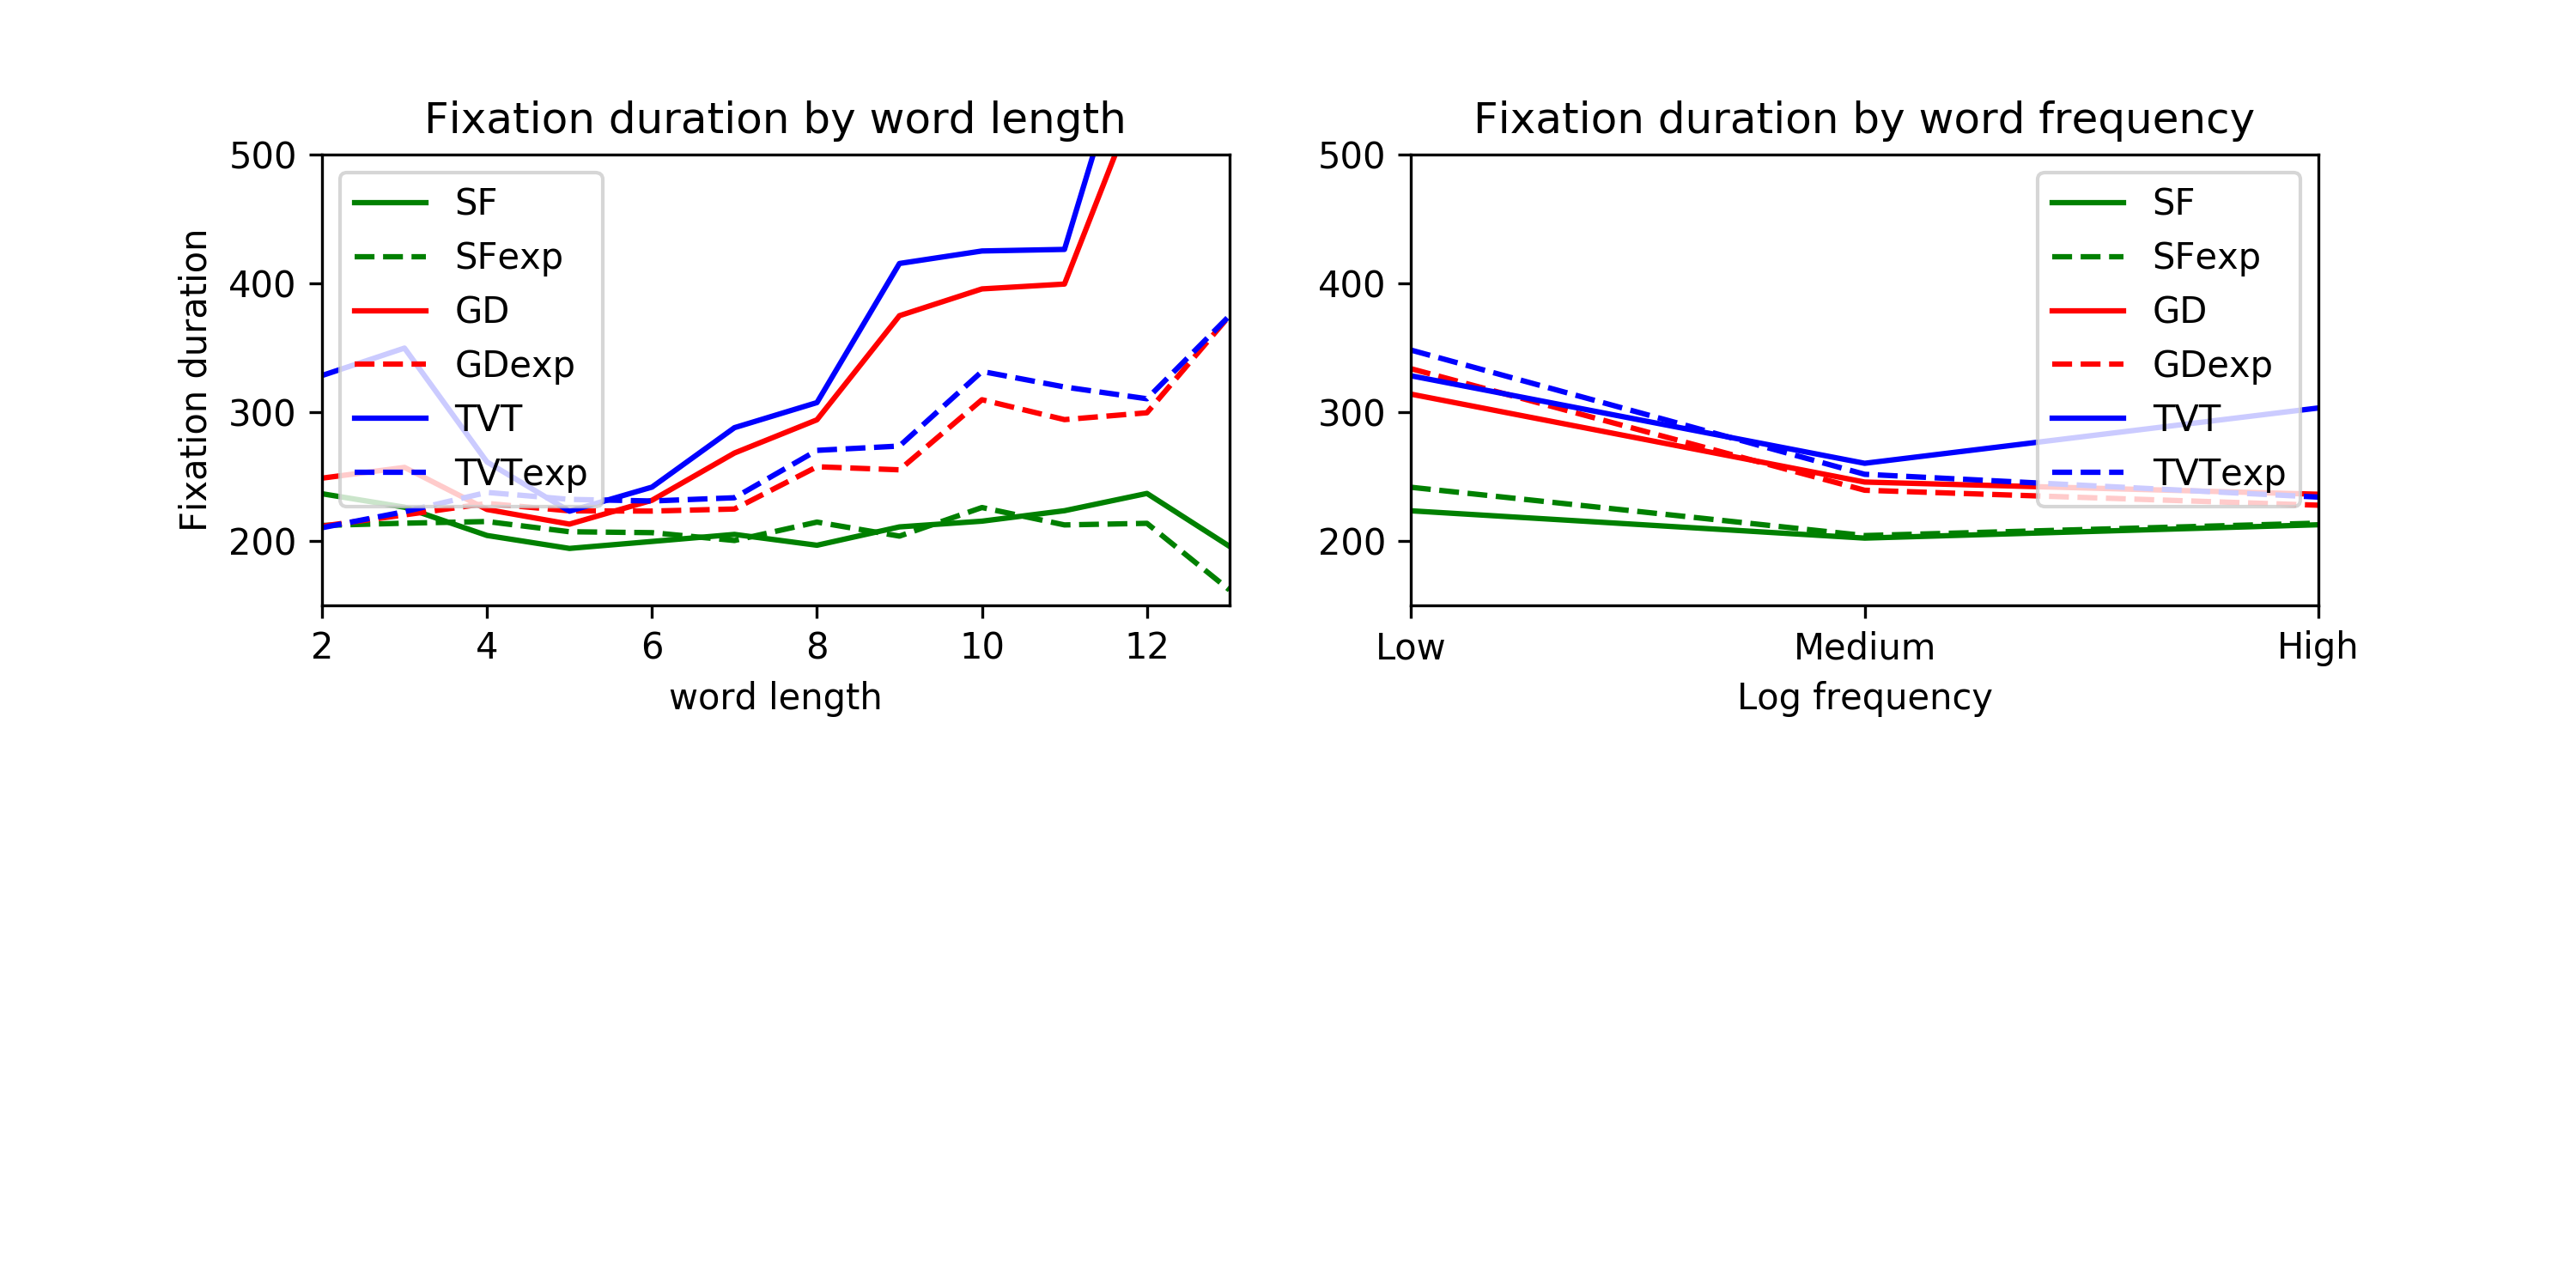 Fixation duration by word length
500
400
300
200
Fixation duration
SF
SFexp
GD
GDexp
TVT
TVTexp
2 4 6 8 10 12
word length
Fixation duration by word frequency
500
400
300
200
SF
SFexp
GD
GDexp
TVT
TVTexp
Low Medium High
Log frequency